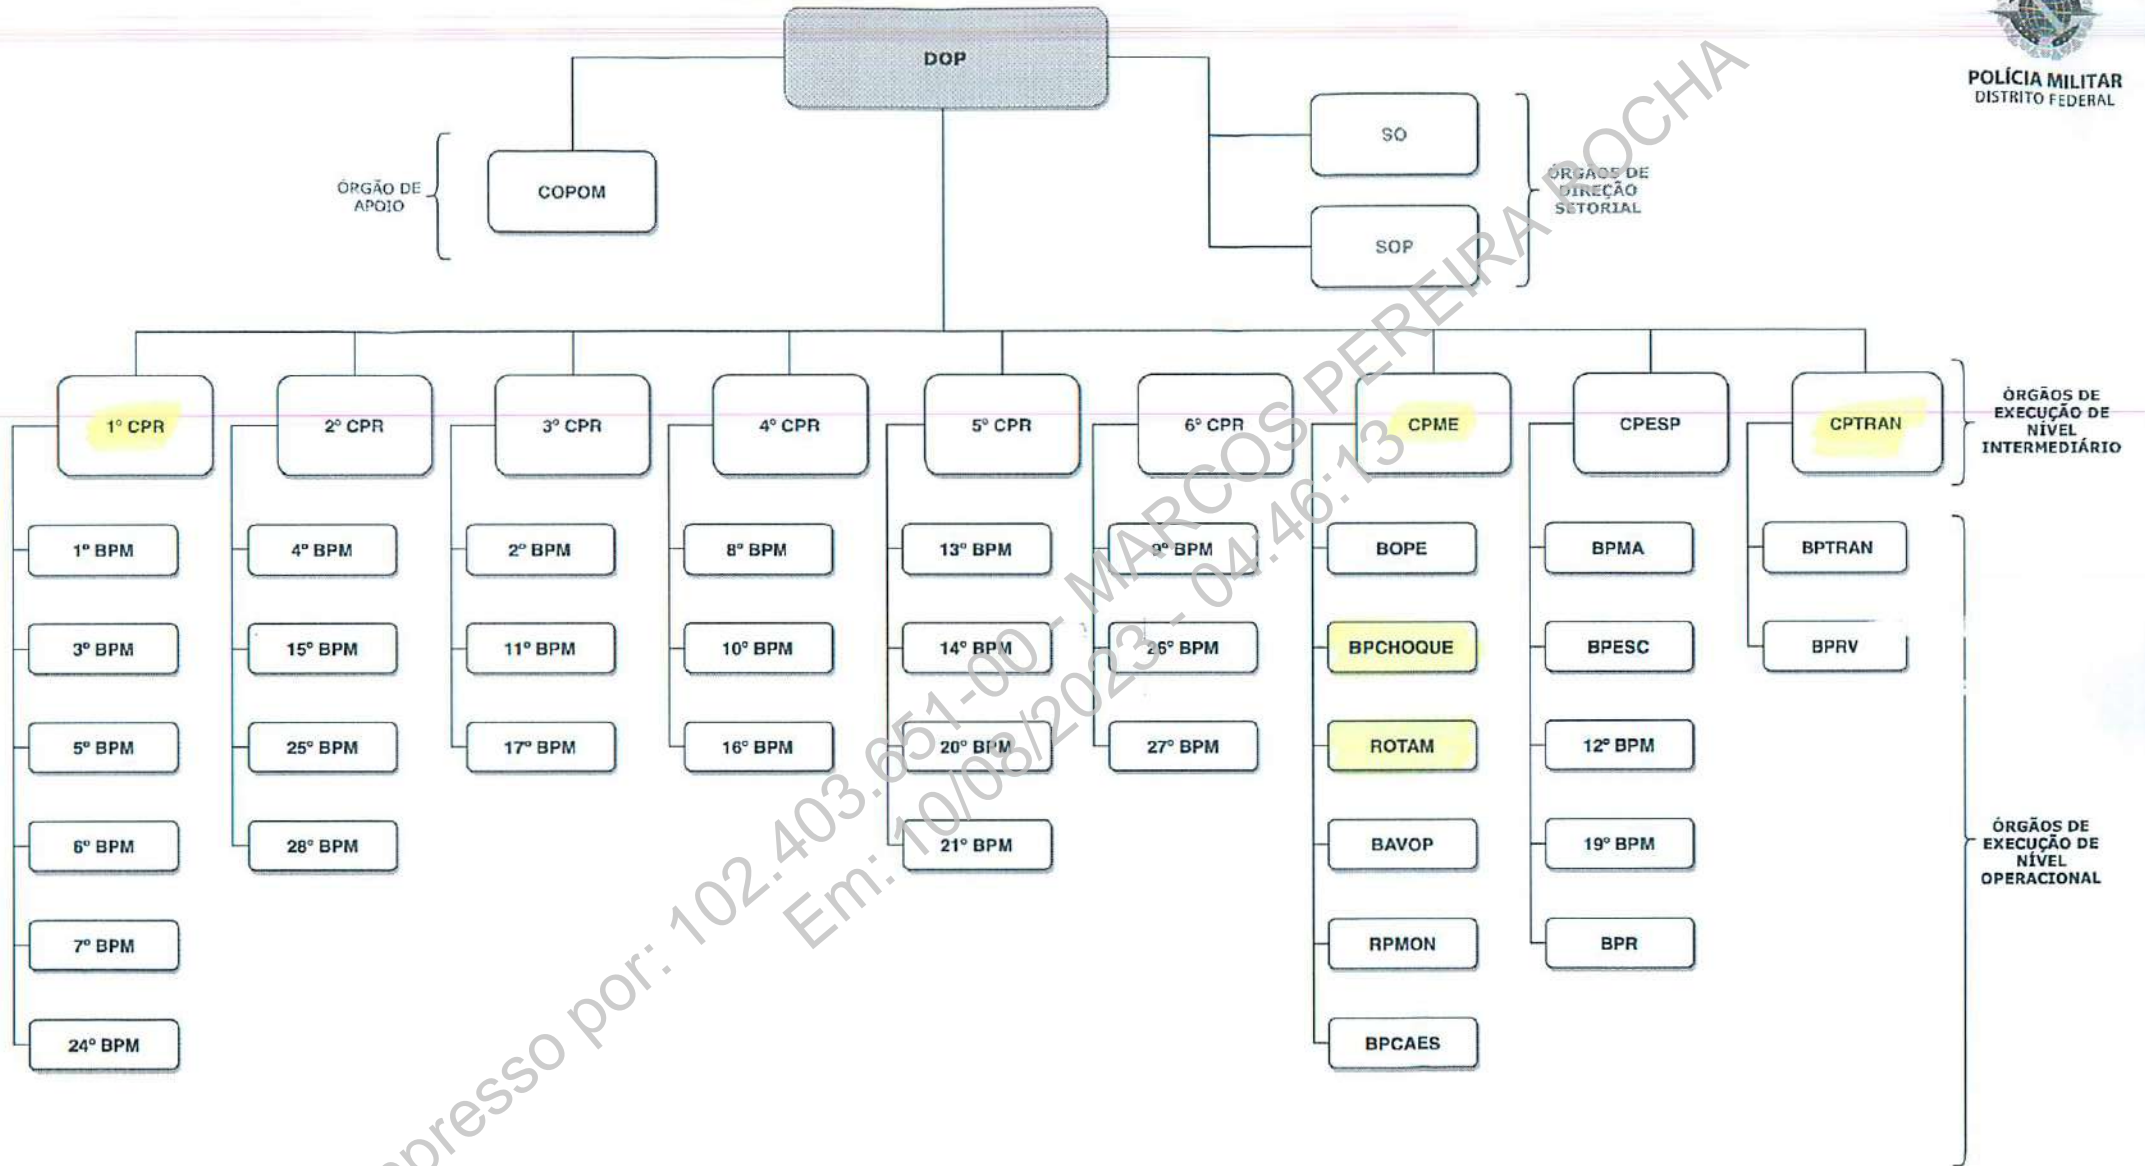 POLÍCIA MILITAR
DISTRITO FEDERAL
DOP
ÓRGÃO DE
APOIO
COPOM
SO
SOP
ÓRGÃOS DE
DIREÇÃO
SETORIAL
1º CPR
2º CPR
3º CPR
4º CPR
5º CPR
6º CPR
CPME
CPESP
CPTRAN
ÓRGÃOS DE
EXECUÇÃO DE
NÍVEL
INTERMEDIÁRIO
1º BPM
4º BPM
2º BPM
8º BPM
13º BPM
9º BPM
BOPE
BPMA
BPTRAN
3º BPM
15º BPM
11º BPM
10º BPM
14º BPM
26º BPM
BPCHOQUE
BPESC
BPRV
5º BPM
25º BPM
17º BPM
16º BPM
20º BPM
27º BPM
ROTAM
12º BPM
6º BPM
28º BPM
21º BPM
BAVOP
19º BPM
ÓRGÃOS DE
EXECUÇÃO DE
NÍVEL
OPERACIONAL
7º BPM
RPMON
BPR
24º BPM
BPCAES
presso por: 102.403.651-00 - MARCOS PEREIRA ROCHA
Em: 10/08/2023 - 04:46:13